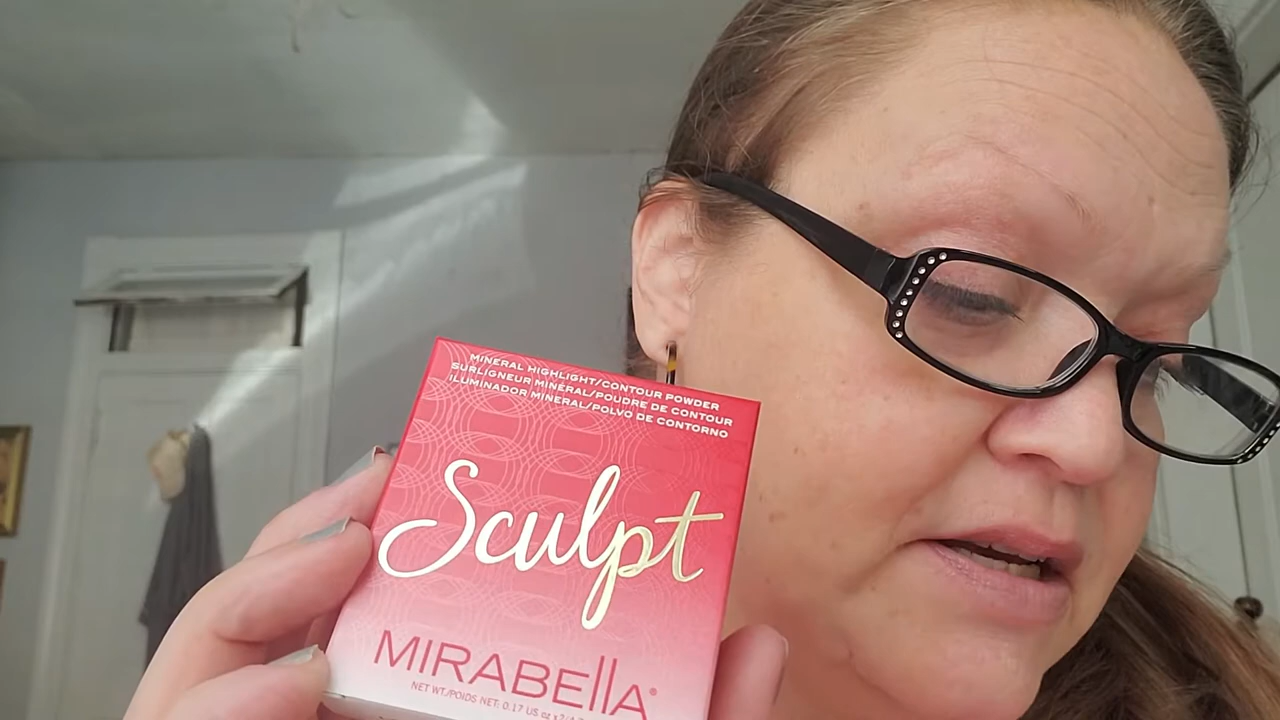 MINERAL HIGHLIGHT/CONTOUR POWDER
SURLIGNEUR MINÉRAL/POUDRE DE CONTOUR
ILUMINADOR MINERAL/POLVO DE CONTORNO
Sculpt
MIRABEllA®
NET WT./POIDS NET: 0.17 US oz x2/